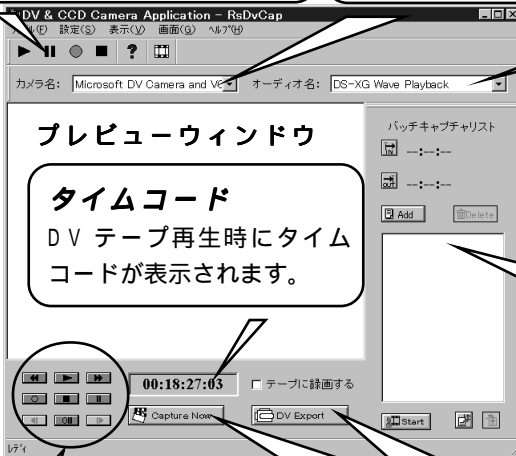 DV & CCD Camera Application - RsDvCap
設定(S) 表示(V) 画面(G) ヘルプ(H)
カメラ名: Microsoft DV Camera and VC オーディオ名: DS-XG Wave Playback
プレビューウィンドウ
バッチキャプチャリスト
IN --:--:--
OUT --:--:--
Add Delete
タイムコード
DV テープ再生時にタイム
コードが表示されます。
00:18:27:03 テープに録画する
Capture Now DV Export Start
レディ